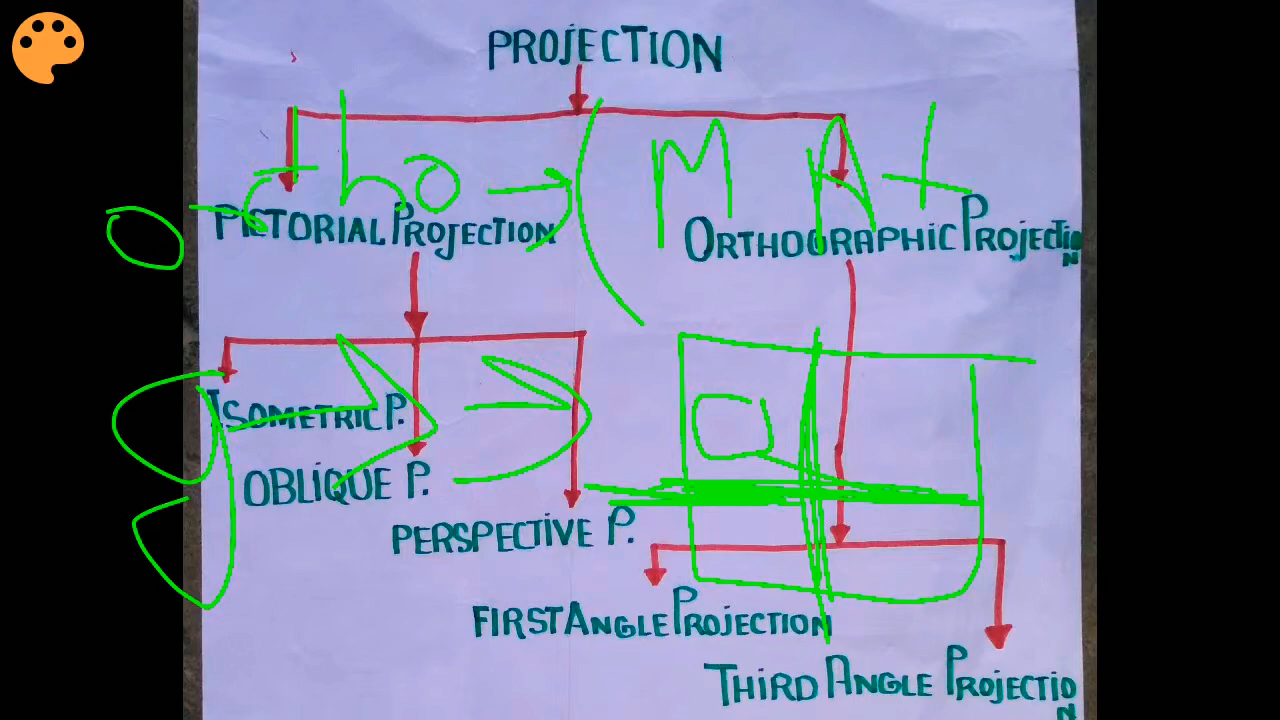 PROJECTION
PICTORIAL PROJECTION
ORTHOGRAPHIC PROJECTION
ISOMETRIC P.
OBLIQUE P.
PERSPECTIVE P.
FIRST ANGLE PROJECTION
THIRD ANGLE PROJECTION